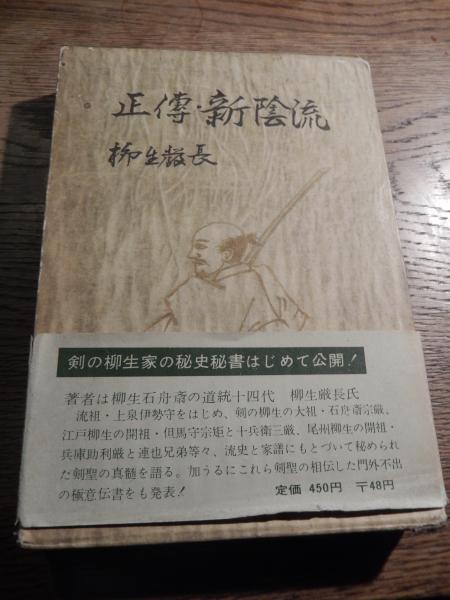 正傳・新陰流
柳生厳長
剣の柳生家の秘史秘書はじめて公開!
著者は柳生石舟斎の道統十四代　柳生厳長氏
流祖・上泉伊勢守をはじめ、剣の柳生の大祖・石舟斎宗厳、
江戸柳生の開祖・但馬守宗矩と十兵衛三厳、尾州柳生の開祖・
兵庫助利厳と連也兄弟等々、流史と家譜にもとづいて秘められ
た剣聖の真髄を語る。加うるにこれら剣聖の相伝した門外不出
の極意伝書をも発表!
定価 450円　〒48円